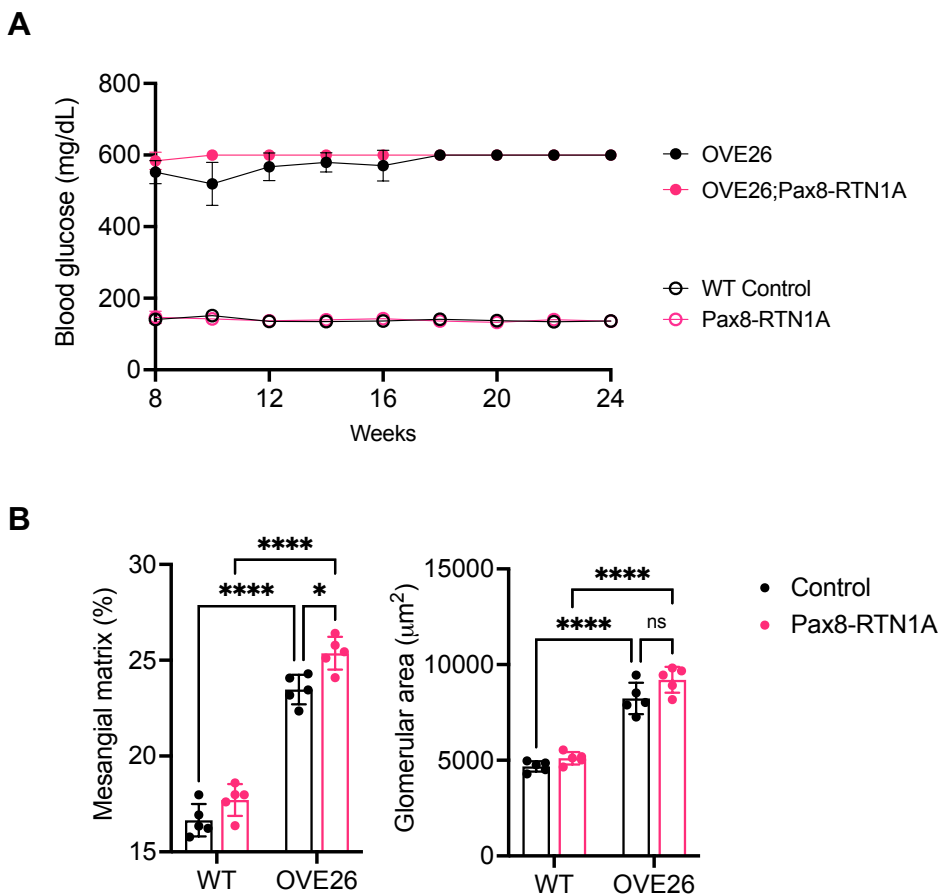 A
Blood glucose (mg/dL)
800
600
400
200
0
8
12
16
20
24
Weeks
OVE26
OVE26;Pax8-RTN1A
WT Control
Pax8-RTN1A
B
Mesangial matrix (%)
30
25
20
15
****
****
*
WT
OVE26
Glomerular area (μm²)
15000
10000
5000
0
****
****
ns
WT
OVE26
Control
Pax8-RTN1A